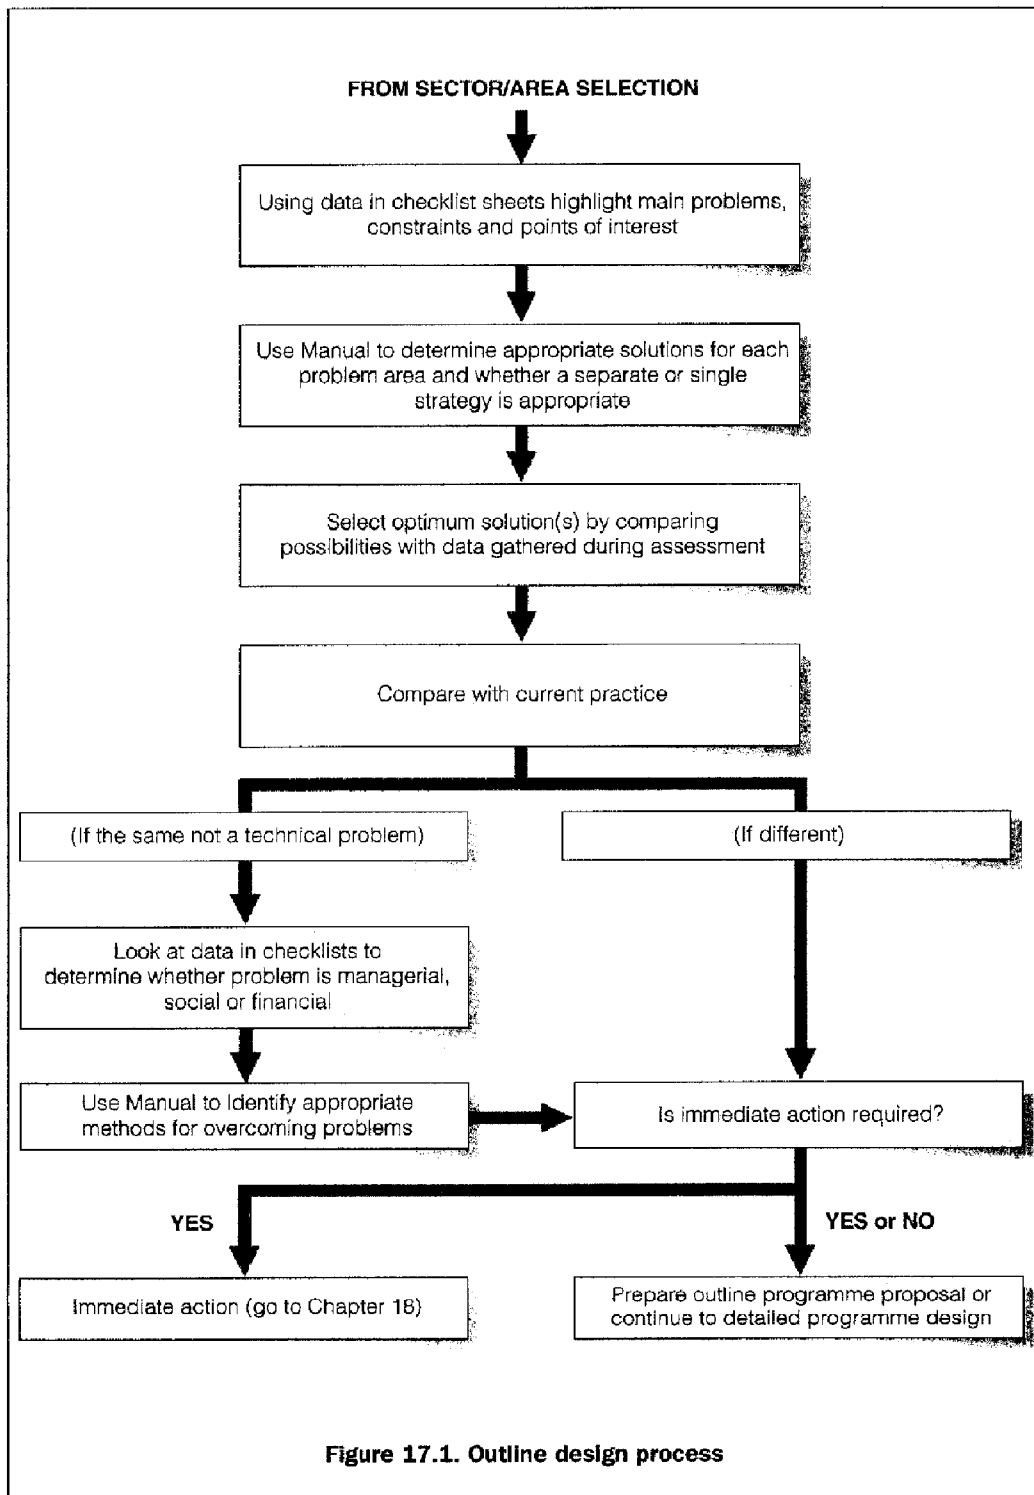 FROM SECTOR/AREA SELECTION
Using data in checklist sheets highlight main problems,
constraints and points of interest
Use Manual to determine appropriate solutions for each
problem area and whether a separate or single
strategy is appropriate
Select optimum solution(s) by comparing
possibilities with data gathered during assessment
Compare with current practice
(If the same not a technical problem)
(If different)
Look at data in checklists to
determine whether problem is managerial,
social or financial
Use Manual to Identify appropriate
methods for overcoming problems
Is immediate action required?
YES
YES or NO
Immediate action (go to Chapter 18)
Prepare outline programme proposal or
continue to detailed programme design
Figure 17.1. Outline design process